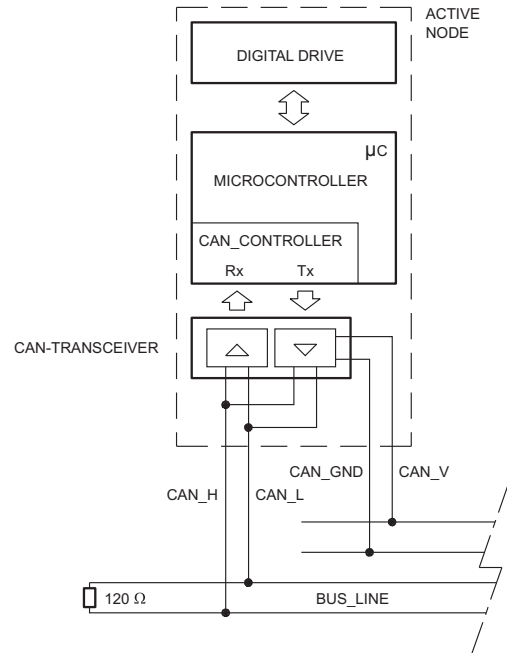 ACTIVE
NODE
DIGITAL DRIVE
µC
MICROCONTROLLER
CAN_CONTROLLER
Rx Tx
CAN-TRANSCEIVER
CAN_GND CAN_V
CAN_H CAN_L
120 Ω BUS_LINE